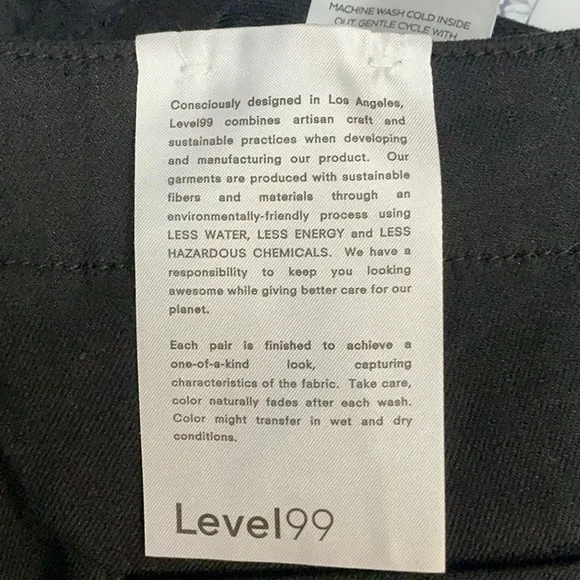 MACHINE WASH COLD INSIDE
OUT. GENTLE CYCLE WITH
Consciously designed in Los Angeles,
Level99 combines artisan craft and
sustainable practices when developing
and manufacturing our product. Our
garments are produced with sustainable
fibers and materials through an
environmentally-friendly process using
LESS WATER, LESS ENERGY and LESS
HAZARDOUS CHEMICALS. We have a
responsibility to keep you looking
awesome while giving better care for our
planet.
Each pair is finished to achieve a
one-of-a-kind look, capturing
characteristics of the fabric. Take care,
color naturally fades after each wash.
Color might transfer in wet and dry
conditions.
Level99